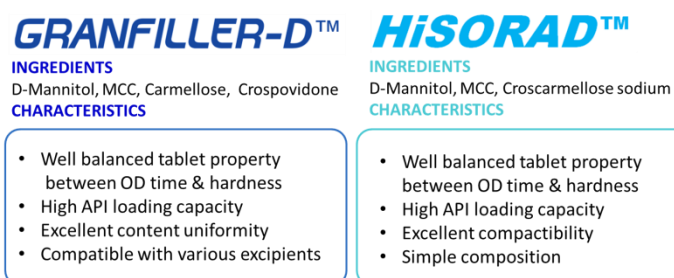 GRANFILLER-D™
INGREDIENTS
D-Mannitol, MCC, Carmellose, Crospovidone
CHARACTERISTICS
• Well balanced tablet property
between OD time & hardness
• High API loading capacity
• Excellent content uniformity
• Compatible with various excipients
HiSORAD™
INGREDIENTS
D-Mannitol, MCC, Croscarmellose sodium
CHARACTERISTICS
• Well balanced tablet property
between OD time & hardness
• High API loading capacity
• Excellent compactibility
• Simple composition